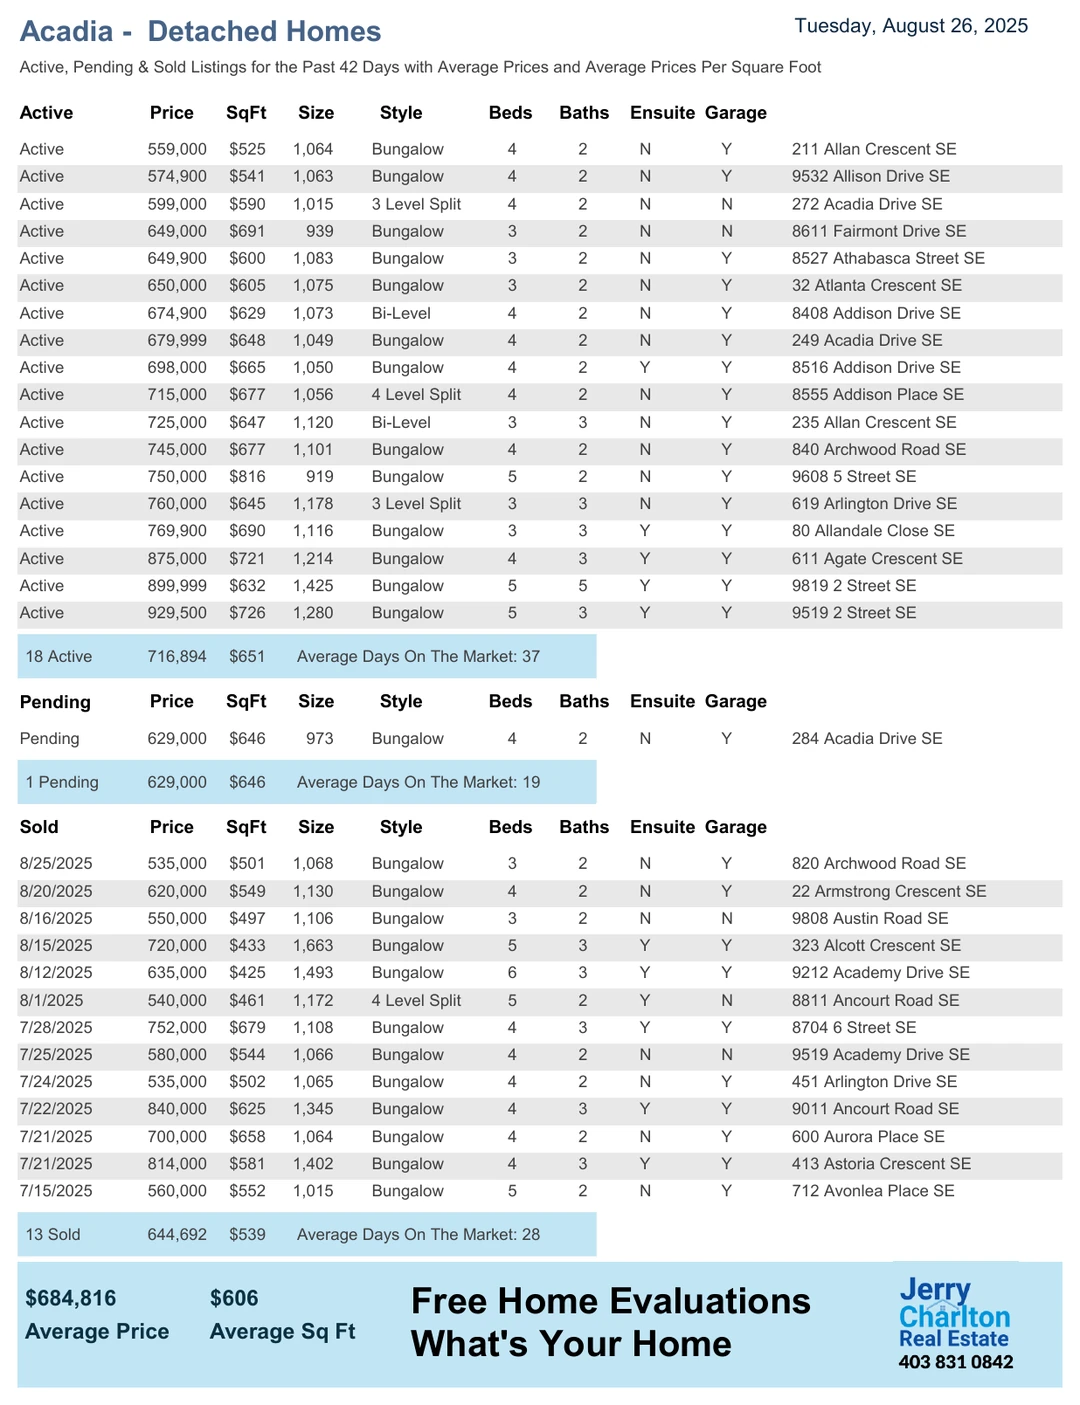 Acadia - Detached Homes
Tuesday, August 26, 2025
Active, Pending & Sold Listings for the Past 42 Days with Average Prices and Average Prices Per Square Foot
Active Price SqFt Size Style Beds Baths Ensuite Garage
Active 559,000 $525 1,064 Bungalow 4 2 N Y 211 Allan Crescent SE
Active 574,900 $541 1,063 Bungalow 4 2 N Y 9532 Allison Drive SE
Active 599,000 $590 1,015 3 Level Split 4 2 N N 272 Acadia Drive SE
Active 649,000 $691 939 Bungalow 3 2 N N 8611 Fairmont Drive SE
Active 649,900 $600 1,083 Bungalow 3 2 N Y 8527 Athabasca Street SE
Active 650,000 $605 1,075 Bungalow 3 2 N Y 32 Atlanta Crescent SE
Active 674,900 $629 1,073 Bi-Level 4 2 N Y 8408 Addison Drive SE
Active 679,999 $648 1,049 Bungalow 4 2 N Y 249 Acadia Drive SE
Active 698,000 $665 1,050 Bungalow 4 2 Y Y 8516 Addison Drive SE
Active 715,000 $677 1,056 4 Level Split 4 2 N Y 8555 Addison Place SE
Active 725,000 $647 1,120 Bi-Level 3 3 N Y 235 Allan Crescent SE
Active 745,000 $677 1,101 Bungalow 4 2 N Y 840 Archwood Road SE
Active 750,000 $816 919 Bungalow 5 2 N Y 9608 5 Street SE
Active 760,000 $645 1,178 3 Level Split 3 3 N Y 619 Arlington Drive SE
Active 769,900 $690 1,116 Bungalow 3 3 Y Y 80 Allandale Close SE
Active 875,000 $721 1,214 Bungalow 4 3 Y Y 611 Agate Crescent SE
Active 899,999 $632 1,425 Bungalow 5 5 Y Y 9819 2 Street SE
Active 929,500 $726 1,280 Bungalow 5 3 Y Y 9519 2 Street SE
18 Active 716,894 $651 Average Days On The Market: 37
Pending Price SqFt Size Style Beds Baths Ensuite Garage
Pending 629,000 $646 973 Bungalow 4 2 N Y 284 Acadia Drive SE
1 Pending 629,000 $646 Average Days On The Market: 19
Sold Price SqFt Size Style Beds Baths Ensuite Garage
8/25/2025 535,000 $501 1,068 Bungalow 3 2 N Y 820 Archwood Road SE
8/20/2025 620,000 $549 1,130 Bungalow 4 2 N Y 22 Armstrong Crescent SE
8/16/2025 550,000 $497 1,106 Bungalow 3 2 N N 9808 Austin Road SE
8/15/2025 720,000 $433 1,663 Bungalow 5 3 Y Y 323 Alcott Crescent SE
8/12/2025 635,000 $425 1,493 Bungalow 6 3 Y Y 9212 Academy Drive SE
8/1/2025 540,000 $461 1,172 4 Level Split 5 2 Y N 8811 Ancourt Road SE
7/28/2025 752,000 $679 1,108 Bungalow 4 3 Y Y 8704 6 Street SE
7/25/2025 580,000 $544 1,066 Bungalow 4 2 N N 9519 Academy Drive SE
7/24/2025 535,000 $502 1,065 Bungalow 4 2 N Y 451 Arlington Drive SE
7/22/2025 840,000 $625 1,345 Bungalow 4 3 Y Y 9011 Ancourt Road SE
7/21/2025 700,000 $658 1,064 Bungalow 4 2 N Y 600 Aurora Place SE
7/21/2025 814,000 $581 1,402 Bungalow 4 3 Y Y 413 Astoria Crescent SE
7/15/2025 560,000 $552 1,015 Bungalow 5 2 N Y 712 Avonlea Place SE
13 Sold 644,692 $539 Average Days On The Market: 28
$684,816 $606
Average Price Average Sq Ft
Free Home Evaluations
What's Your Home
Jerry
Charlton
Real Estate
403 831 0842